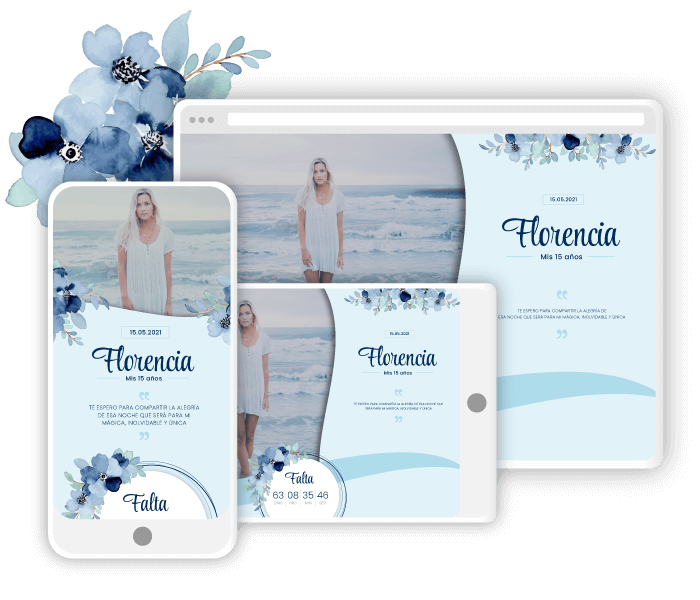 15.05.2021
Florencia
Mis 15 años
TE ESPERO PARA COMPARTIR LA ALEGRÍA DE
ESA NOCHE QUE SERÁ PARA MI MÁGICA, INOLVIDABLE Y ÚNICA
15.05.2021
Florencia
Mis 15 años
TE ESPERO PARA COMPARTIR LA ALEGRÍA
DE ESA NOCHE QUE SERÁ PARA MI
MÁGICA, INOLVIDABLE Y ÚNICA
Falta
15.05.2021
Florencia
Mis 15 años
TE ESPERO PARA COMPARTIR LA ALEGRÍA DE ESA NOCHE QUE
SERÁ PARA MI MÁGICA, INOLVIDABLE Y ÚNICA
Falta
63 08 35 46